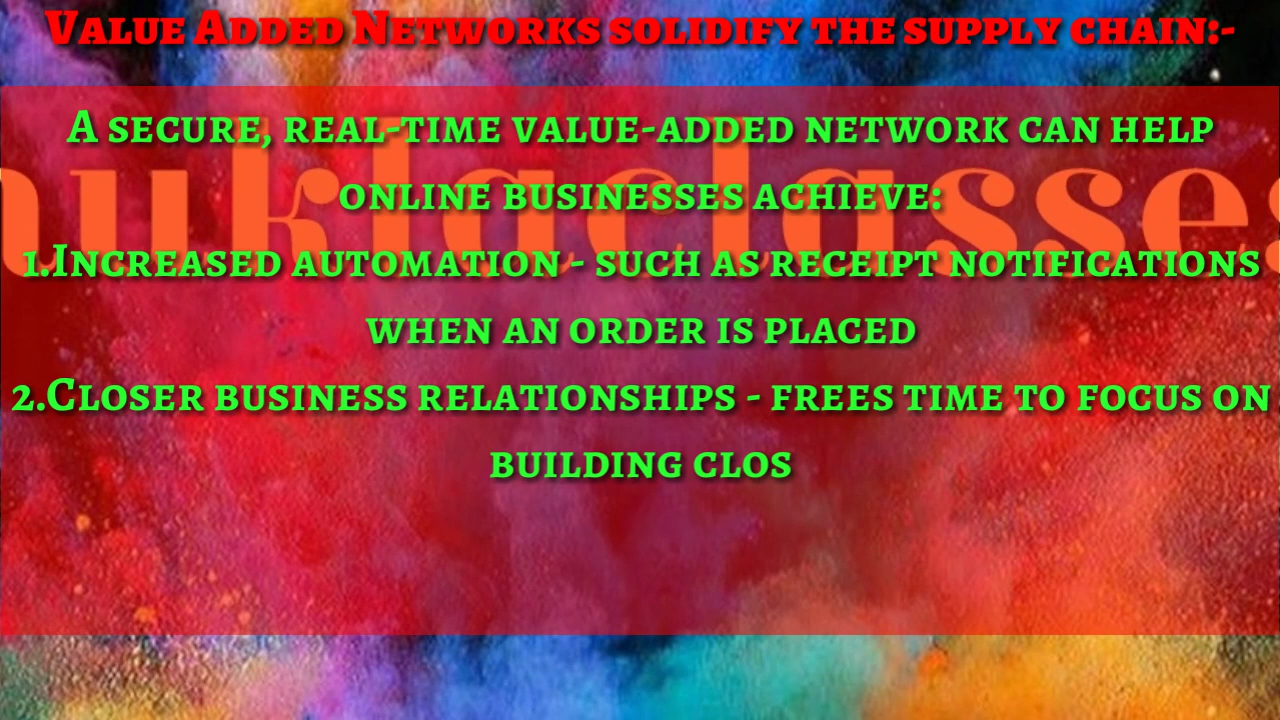 Value Added Networks solidify the supply chain:-
A secure, real-time value-added network can help
online businesses achieve:
1.Increased automation - such as receipt notifications
when an order is placed
2.Closer business relationships - frees time to focus on
building clos
uklaclasses